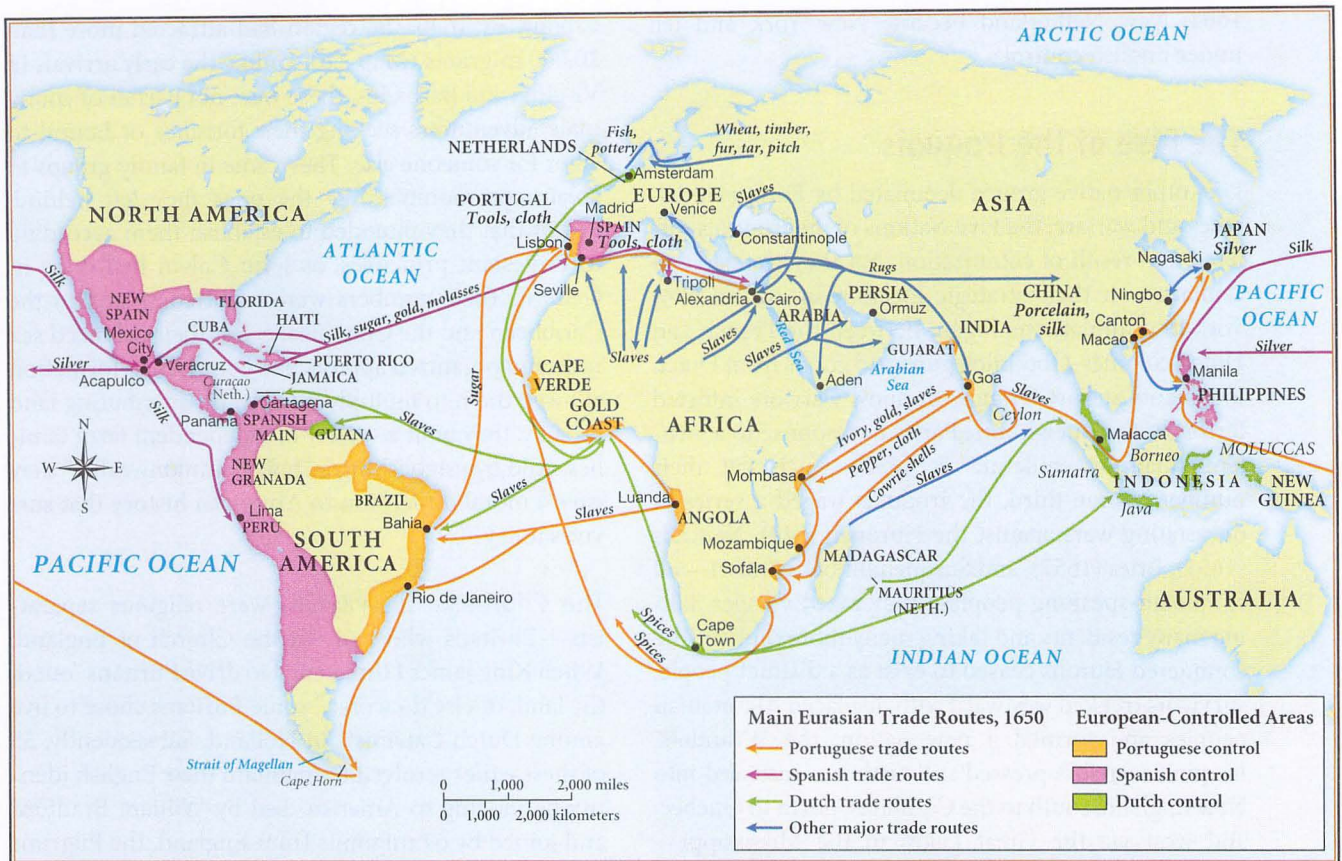 ARCTIC OCEAN
NETHERLANDS
Fish,
pottery
Wheat, timber,
fur, tar, pitch
Amsterdam
EUROPE
ASIA
NORTH AMERICA
PORTUGAL
Tools, cloth
Madrid
SPAIN
Tools, cloth
Venice
Lisbon
Constantinople
JAPAN
Silver
Silk
ATLANTIC
OCEAN
Nagasaki
Rugs
Seville
Tripoli
Alexandria
Cairo
PERSIA
CHINA
Porcelain,
silk
Ningbo
PACIFIC
OCEAN
Silk
NEW
SPAIN
FLORIDA
Silk, sugar, gold, molasses
ARABIA
Ormuz
INDIA
Canton
Macao
Mexico
City
CUBA
HAITI
Slaves
Slaves
Slaves
Red Sea
GUJARAT
Silver
PUERTO RICO
JAMAICA
Silver
Acapulco
Veracruz
Curaçao
(Neth.)
CAPE
VERDE
Sugar
Aden
Arabian
Sea
Goa
Manila
PHILIPPINES
Silk
Panama
Cartagena
SPANISH
MAIN
GUIANA
Slaves
GOLD
COAST
AFRICA
Ivory, gold, slaves
Slaves
Ceylon
Malacca
N
W
E
S
Pepper, cloth
Cowrie shells
Slaves
Borneo
MOLUCCAS
Sumatra
NEW
GRANADA
Mombasa
INDONESIA
NEW
GUINEA
Java
BRAZIL
Slaves
Luanda
Lima
PERU
Bahia
Slaves
ANGOLA
SOUTH
AMERICA
Mozambique
Sofala
MADAGASCAR
MAURITIUS
(NETH.)
PACIFIC OCEAN
Rio de Janeiro
AUSTRALIA
Spices
Spices
Cape
Town
INDIAN OCEAN
Strait of Magellan
Cape Horn
0 1,000 2,000 miles
0 1,000 2,000 kilometers
Main Eurasian Trade Routes, 1650
Portuguese trade routes
Spanish trade routes
Dutch trade routes
Other major trade routes
European-Controlled Areas
Portuguese control
Spanish control
Dutch control